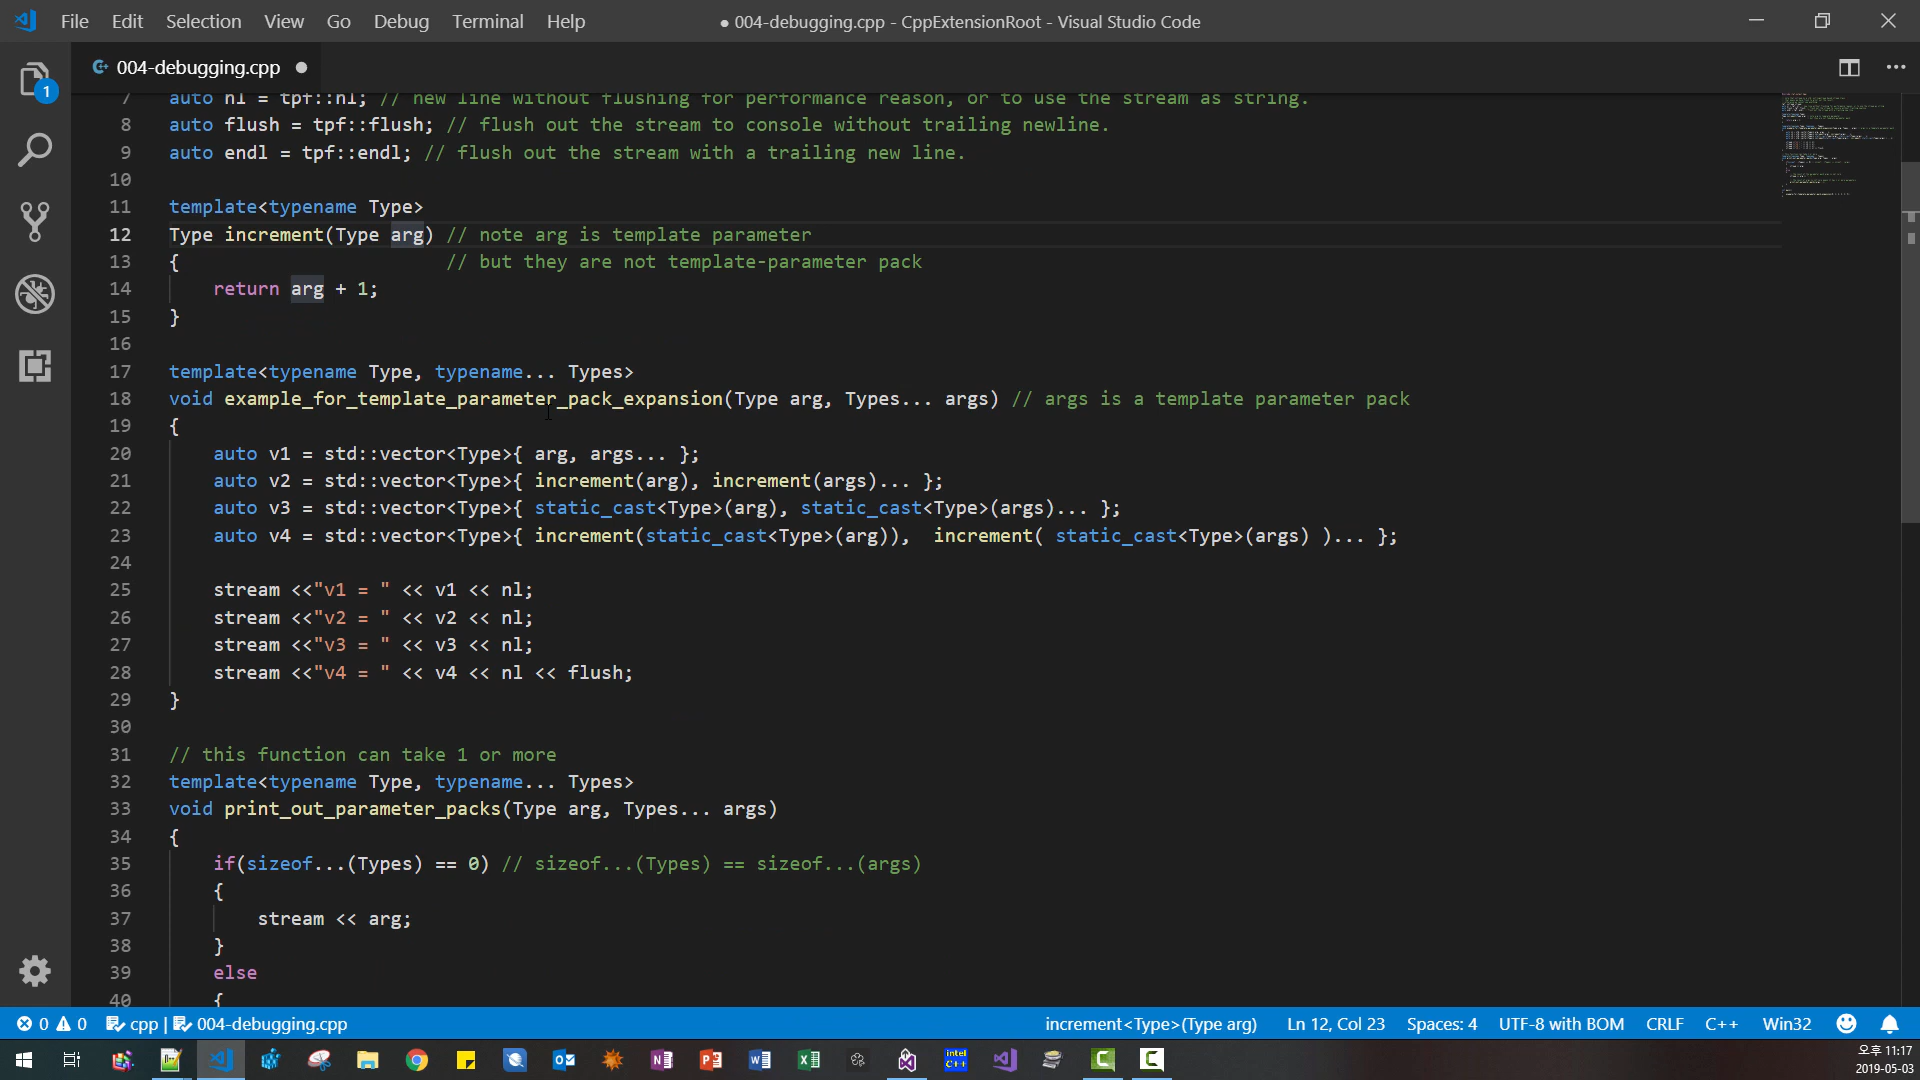 File Edit Selection View Go Debug Terminal Help
● 004-debugging.cpp - CppExtensionRoot - Visual Studio Code
1
004-debugging.cpp ●
7 auto nl = tpf::nl; // new line without flushing for performance reason, or to use the stream as string.
8 auto flush = tpf::flush; // flush out the stream to console without trailing newline.
9 auto endl = tpf::endl; // flush out the stream with a trailing new line.
10
11 template<typename Type>
12 Type increment(Type arg) // note arg is template parameter
13 { // but they are not template-parameter pack
14 return arg + 1;
15 }
16
17 template<typename Type, typename... Types>
18 void example_for_template_parameter_pack_expansion(Type arg, Types... args) // args is a template parameter pack
19 {
20 auto v1 = std::vector<Type>{ arg, args... };
21 auto v2 = std::vector<Type>{ increment(arg), increment(args)... };
22 auto v3 = std::vector<Type>{ static_cast<Type>(arg), static_cast<Type>(args)... };
23 auto v4 = std::vector<Type>{ increment(static_cast<Type>(arg)),  increment( static_cast<Type>(args) )... };
24
25 stream <<"v1 = " << v1 << nl;
26 stream <<"v2 = " << v2 << nl;
27 stream <<"v3 = " << v3 << nl;
28 stream <<"v4 = " << v4 << nl << flush;
29 }
30
31 // this function can take 1 or more
32 template<typename Type, typename... Types>
33 void print_out_parameter_packs(Type arg, Types... args)
34 {
35 if(sizeof...(Types) == 0) // sizeof...(Types) == sizeof...(args)
36 {
37 stream << arg;
38 }
39 else
40 {
0 0 cpp | 004-debugging.cpp increment<Type>(Type arg) Ln 12, Col 23 Spaces: 4 UTF-8 with BOM CRLF C++ Win32
intel C++
오후 11:17
2019-05-03